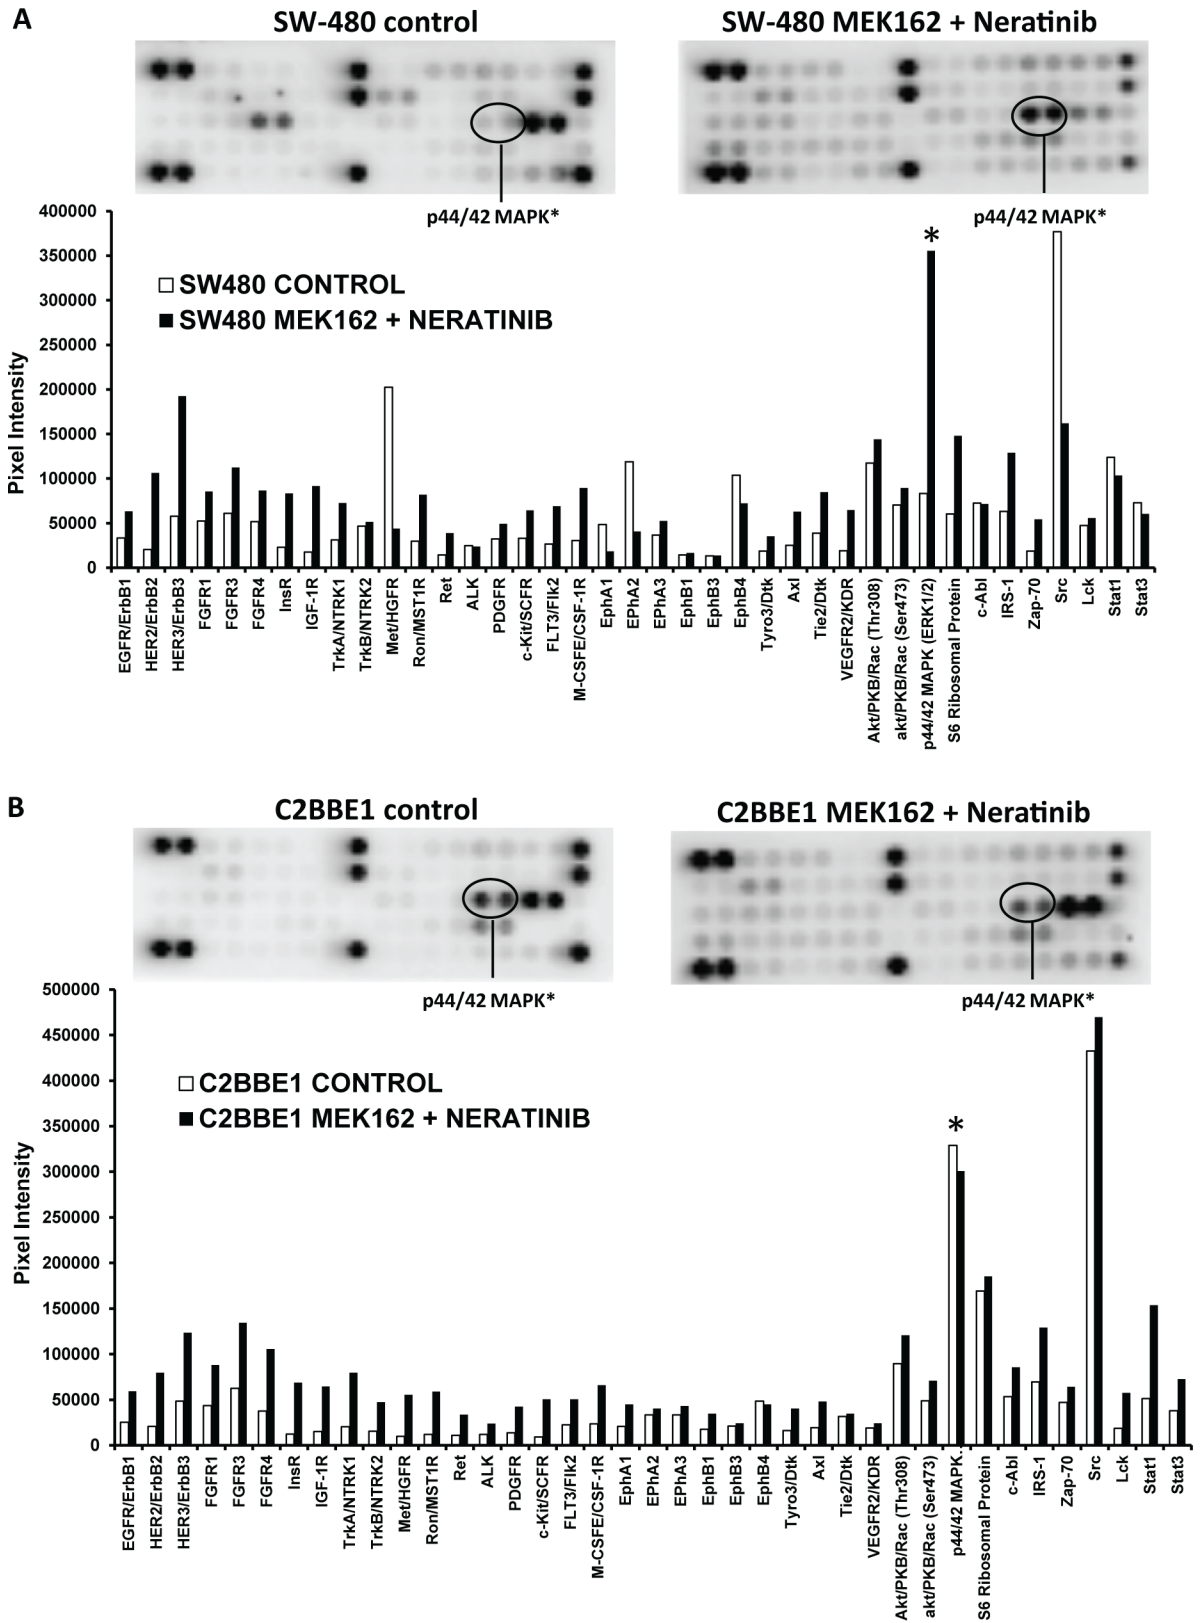 A
SW-480 control
SW-480 MEK162 + Neratinib
p44/42 MAPK*
p44/42 MAPK*
400000
350000
300000
250000
200000
150000
100000
50000
0
Pixel Intensity
SW480 CONTROL
SW480 MEK162 + NERATINIB
*
EGFR/ErbB1
HER2/ErbB2
HER3/ErbB3
FGFR1
FGFR3
FGFR4
InsR
IGF-1R
TrkA/NTRK1
TrkB/NTRK2
Met/HGFR
Ron/MST1R
Ret
ALK
PDGFR
c-Kit/SCFR
FLT3/Flk2
M-CSFE/CSF-1R
EphA1
EPhA2
EPhA3
EphB1
EphB3
EphB4
Tyro3/Dtk
Axl
Tie2/Dtk
VEGFR2/KDR
Akt/PKB/Rac (Thr308)
akt/PKB/Rac (Ser473)
p44/42 MAPK (ERK1/2)
S6 Ribosomal Protein
c-Abl
IRS-1
Zap-70
Src
Lck
Stat1
Stat3
B
C2BBE1 control
C2BBE1 MEK162 + Neratinib
p44/42 MAPK*
p44/42 MAPK*
500000
450000
400000
350000
300000
250000
200000
150000
100000
50000
0
Pixel Intensity
C2BBE1 CONTROL
C2BBE1 MEK162 + NERATINIB
*
EGFR/ErbB1
HER2/ErbB2
HER3/ErbB3
FGFR1
FGFR3
FGFR4
InsR
IGF-1R
TrkA/NTRK1
TrkB/NTRK2
Met/HGFR
Ron/MST1R
Ret
ALK
PDGFR
c-Kit/SCFR
FLT3/Flk2
M-CSFE/CSF-1R
EphA1
EPhA2
EPhA3
EphB1
EphB3
EphB4
Tyro3/Dtk
Axl
Tie2/Dtk
VEGFR2/KDR
Akt/PKB/Rac (Thr308)
akt/PKB/Rac (Ser473)
p44/42 MAPK…
S6 Ribosomal Protein
c-Abl
IRS-1
Zap-70
Src
Lck
Stat1
Stat3